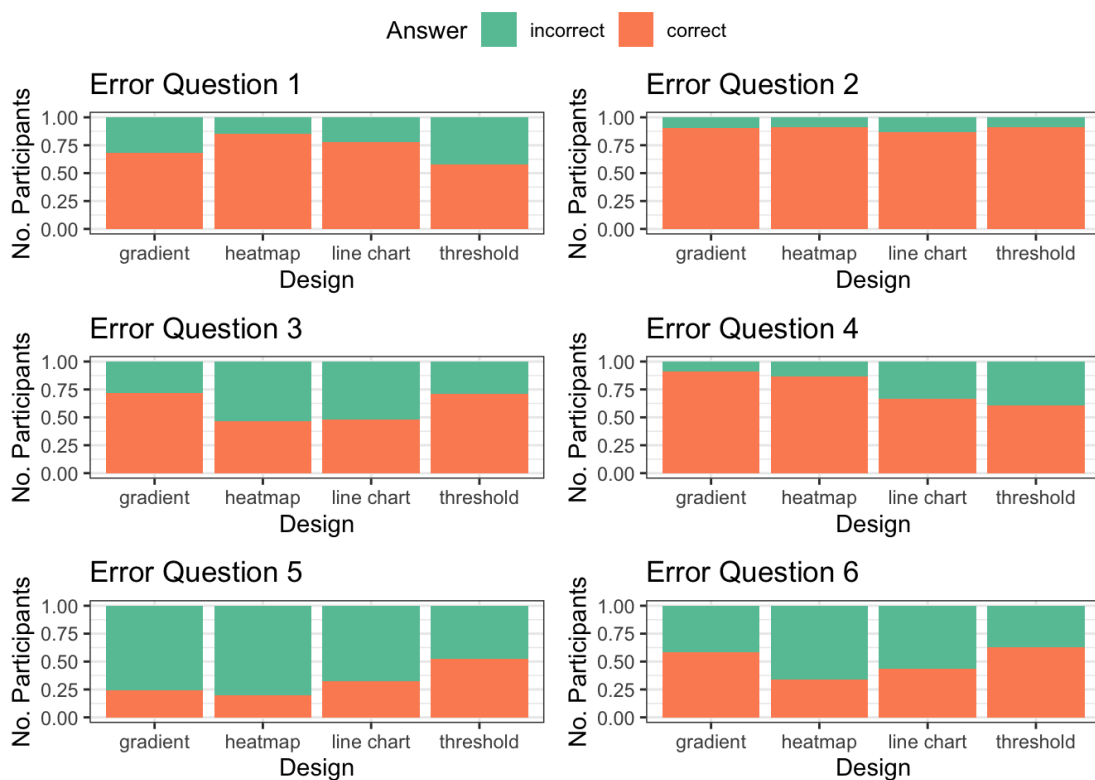 Answer incorrect correct
Error Question 1
No. Participants
1.00
0.75
0.50
0.25
0.00
gradient heatmap line chart threshold
Design
Error Question 2
No. Participants
1.00
0.75
0.50
0.25
0.00
gradient heatmap line chart threshold
Design
Error Question 3
No. Participants
1.00
0.75
0.50
0.25
0.00
gradient heatmap line chart threshold
Design
Error Question 4
No. Participants
1.00
0.75
0.50
0.25
0.00
gradient heatmap line chart threshold
Design
Error Question 5
No. Participants
1.00
0.75
0.50
0.25
0.00
gradient heatmap line chart threshold
Design
Error Question 6
No. Participants
1.00
0.75
0.50
0.25
0.00
gradient heatmap line chart threshold
Design